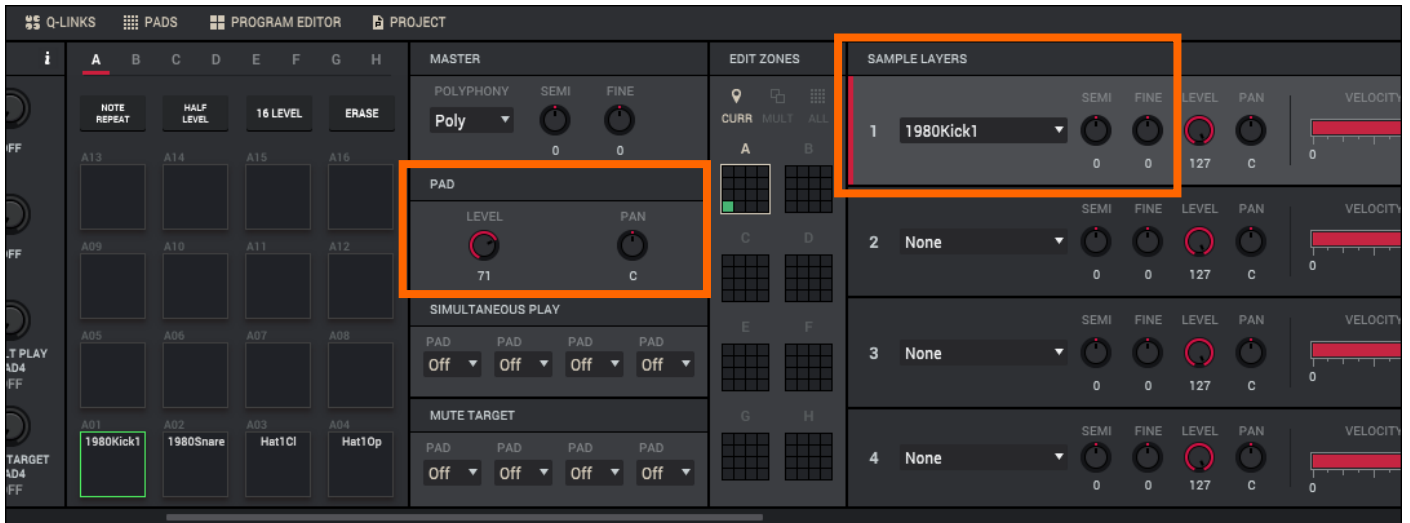 Q-LINKS PADS PROGRAM EDITOR PROJECT
i A B C D E F G H MASTER EDIT ZONES SAMPLE LAYERS
POLYPHONY SEMI FINE
Poly
0 0
NOTE REPEAT HALF LEVEL 16 LEVEL ERASE
CURR MULT ALL
A B
SEMI FINE LEVEL PAN VELOCITY
1 1980Kick1
0 0 127 C 0
A13 A14 A15 A16
PAD
LEVEL PAN
71 C
C D
SEMI FINE LEVEL PAN VELOCITY
2 None
0 0 127 C 0
A09 A10 A11 A12
SIMULTANEOUS PLAY
PAD PAD PAD PAD
Off Off Off Off
E F
SEMI FINE LEVEL PAN VELOCITY
3 None
0 0 127 C 0
A05 A06 A07 A08
MUTE TARGET
PAD PAD PAD PAD
Off Off Off Off
G H
SEMI FINE LEVEL PAN VELOCITY
4 None
0 0 127 C 0
A01 A02 A03 A04
1980Kick1 1980Snare Hat1Cl Hat1Op
PLAY
TARGET